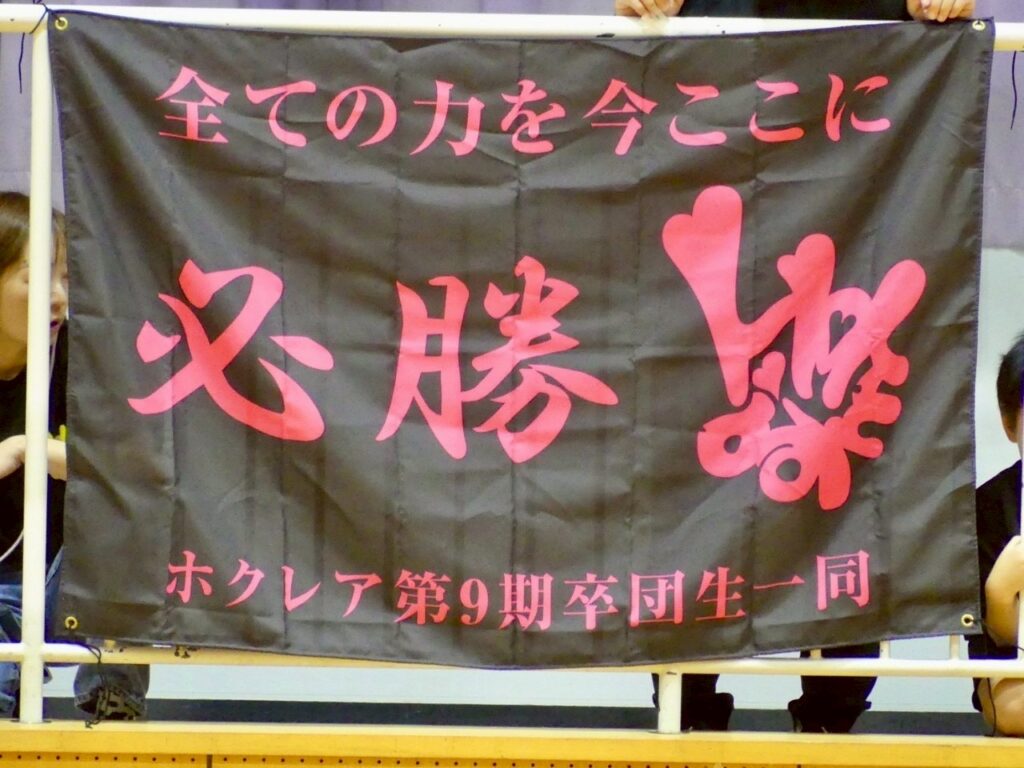 全ての力を今ここに
必勝
ホクレア第9期卒団生一同